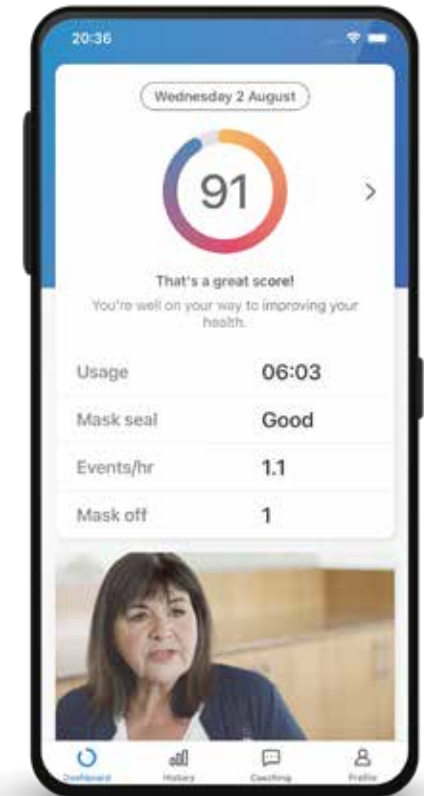 20:36
Wednesday 2 August
91
That's a great score!
You're well on your way to improving your
health.
Usage 06:03
Mask seal Good
Events/hr 1.1
Mask off 1
Dashboard History Coaching Profile